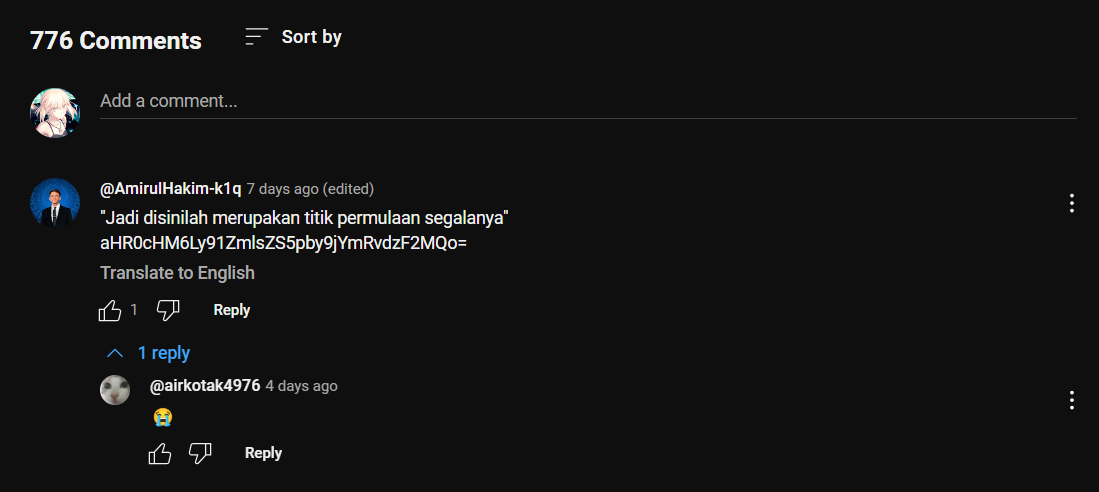 776 Comments
Sort by
Add a comment...
@AmirulHakim-k1q 7 days ago (edited)
"Jadi disinilah merupakan titik permulaan segalanya"
aHR0cHM6Ly91ZmlsZS5pby9jYmRvdzF2MQo=
Translate to English
1
Reply
1 reply
@airkotak4976 4 days ago
😭
Reply